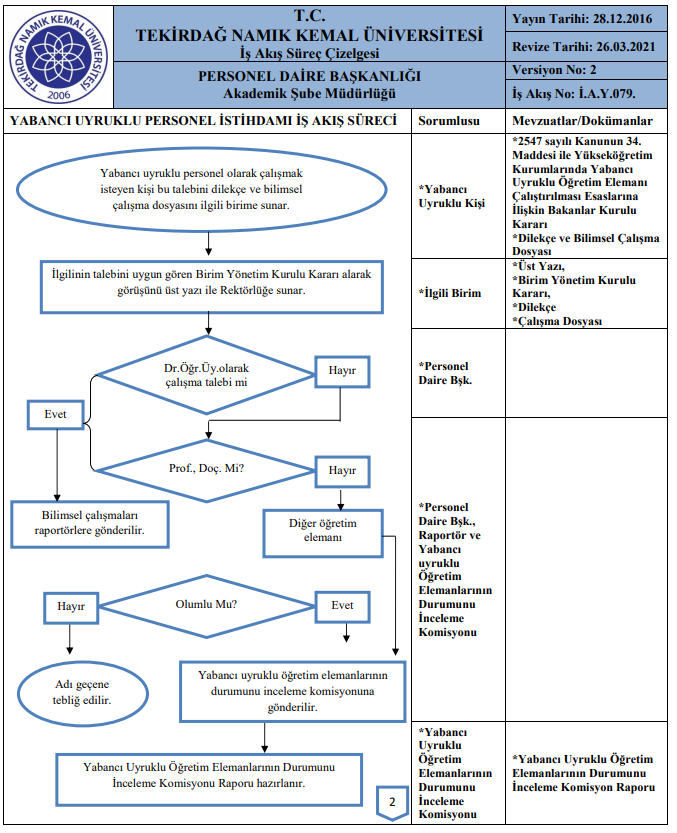 TEKİRDAĞ NAMIK KEMAL ÜNİVERSİTESİ
2006
T.C.
TEKİRDAĞ NAMIK KEMAL ÜNİVERSİTESİ
İş Akış Süreç Çizelgesi
PERSONEL DAİRE BAŞKANLIĞI
Akademik Şube Müdürlüğü
Yayın Tarihi: 28.12.2016
Revize Tarihi: 26.03.2021
Versiyon No: 2
İş Akış No: İ.A.Y.079.
YABANCI UYRUKLU PERSONEL İSTİHDAMI İŞ AKIŞ SÜRECİ
Sorumlusu
Mevzuatlar/Dokümanlar
Yabancı uyruklu personel olarak çalışmak
isteyen kişi bu talebini dilekçe ve bilimsel
çalışma dosyasını ilgili birime sunar.
*Yabancı
Uyruklu Kişi
*2547 sayılı Kanunun 34.
Maddesi ile Yükseköğretim
Kurumlarında Yabancı
Uyruklu Öğretim Elemanı
Çalıştırılması Esaslarına
İlişkin Bakanlar Kurulu
Kararı
*Dilekçe ve Bilimsel Çalışma
Dosyası
İlgilinin talebini uygun gören Birim Yönetim Kurulu Kararı alarak
görüşünü üst yazı ile Rektörlüğe sunar.
*İlgili Birim
*Üst Yazı,
*Birim Yönetim Kurulu
Kararı,
*Dilekçe
*Çalışma Dosyası
Dr.Öğr.Üy.olarak
çalışma talebi mi
Hayır
*Personel
Daire Bşk.
Evet
Prof., Doç. Mi?
Hayır
Bilimsel çalışmaları
raportörlere gönderilir.
Diğer öğretim
elemanı
*Personel
Daire Bşk.,
Raportör ve
Yabancı
uyruklu
Öğretim
Elemanlarının
Durumunu
İnceleme
Komisyonu
Hayır
Olumlu Mu?
Evet
Adı geçene
tebliğ edilir.
Yabancı uyruklu öğretim elemanlarının
durumunu inceleme komisyonuna
gönderilir.
Yabancı Uyruklu Öğretim Elemanlarının Durumunu
İnceleme Komisyonu Raporu hazırlanır.
2
*Yabancı
Uyruklu
Öğretim
Elemanlarının
Durumunu
İnceleme
Komisyonu
*Yabancı Uyruklu Öğretim
Elemanlarının Durumunu
İnceleme Komisyon Raporu